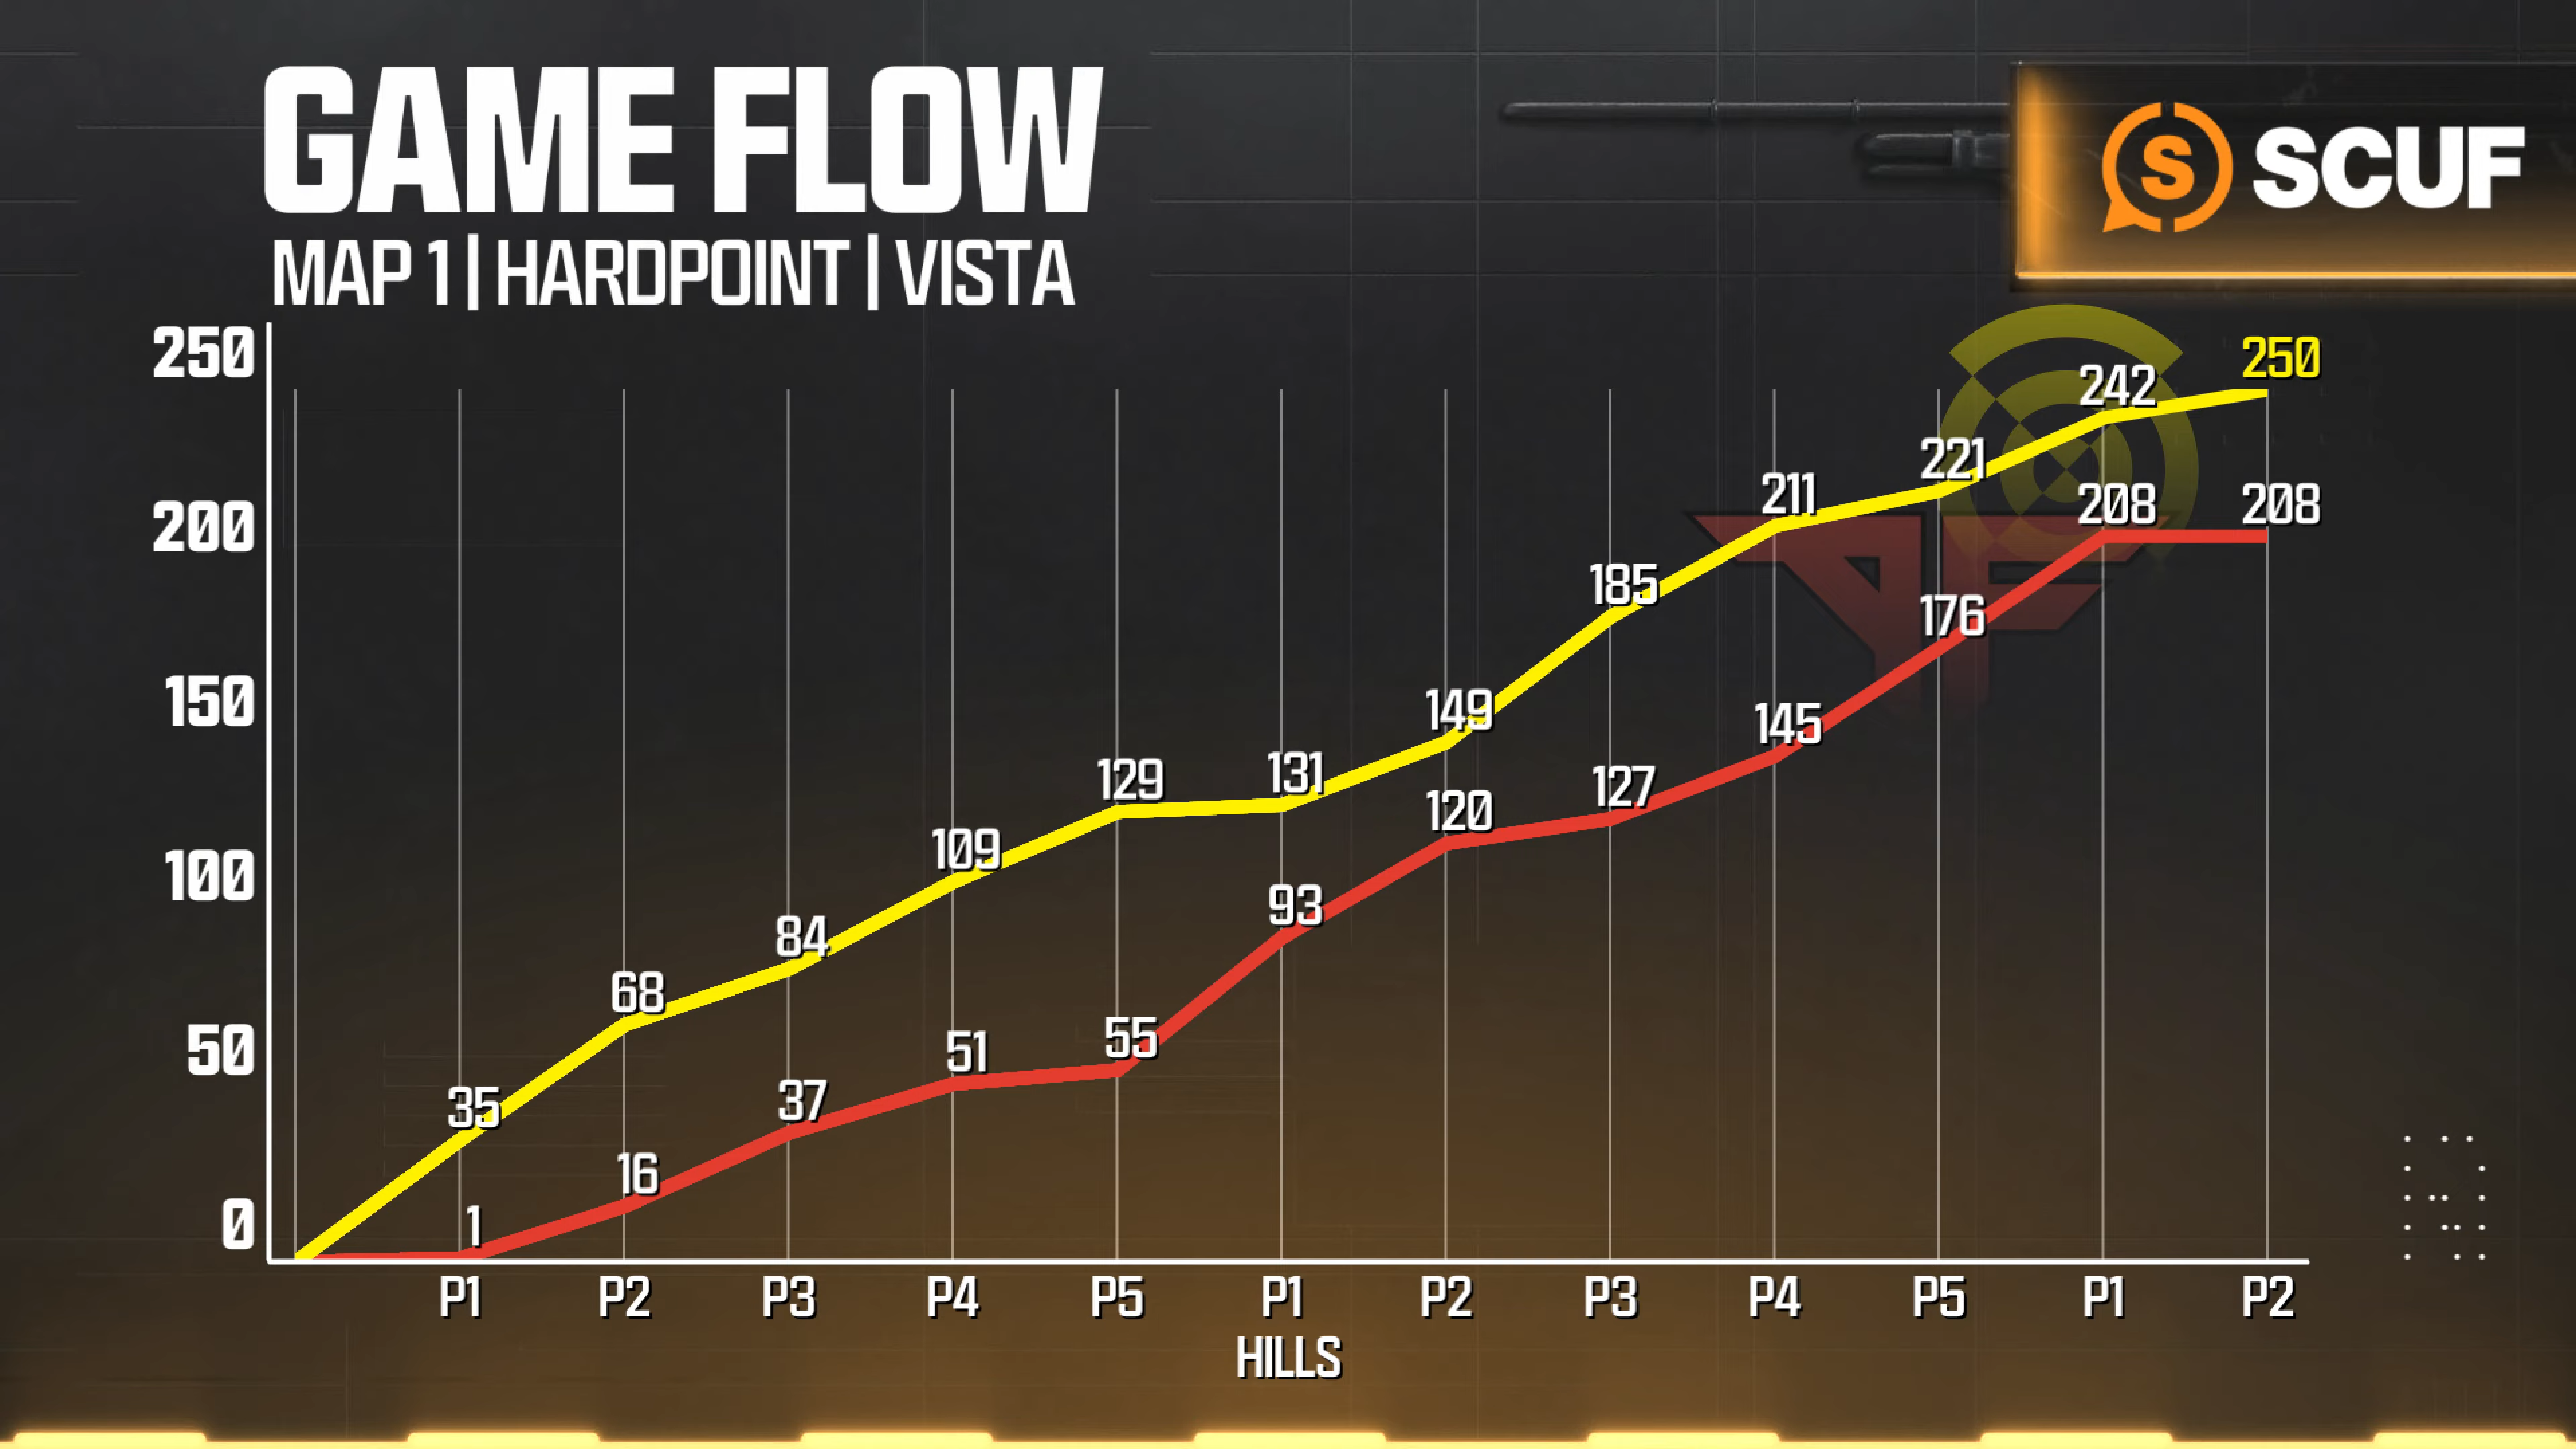 GAME FLOW
MAP 1 | HARDPOINT | VISTA
S SCUF
250
200
150
100
50
0
35 68 84 109 129 131 149 185 211 221 242 250
1 16 37 51 55 93 120 127 145 176 208 208
P1 P2 P3 P4 P5 P1 P2 P3 P4 P5 P1 P2
HILLS